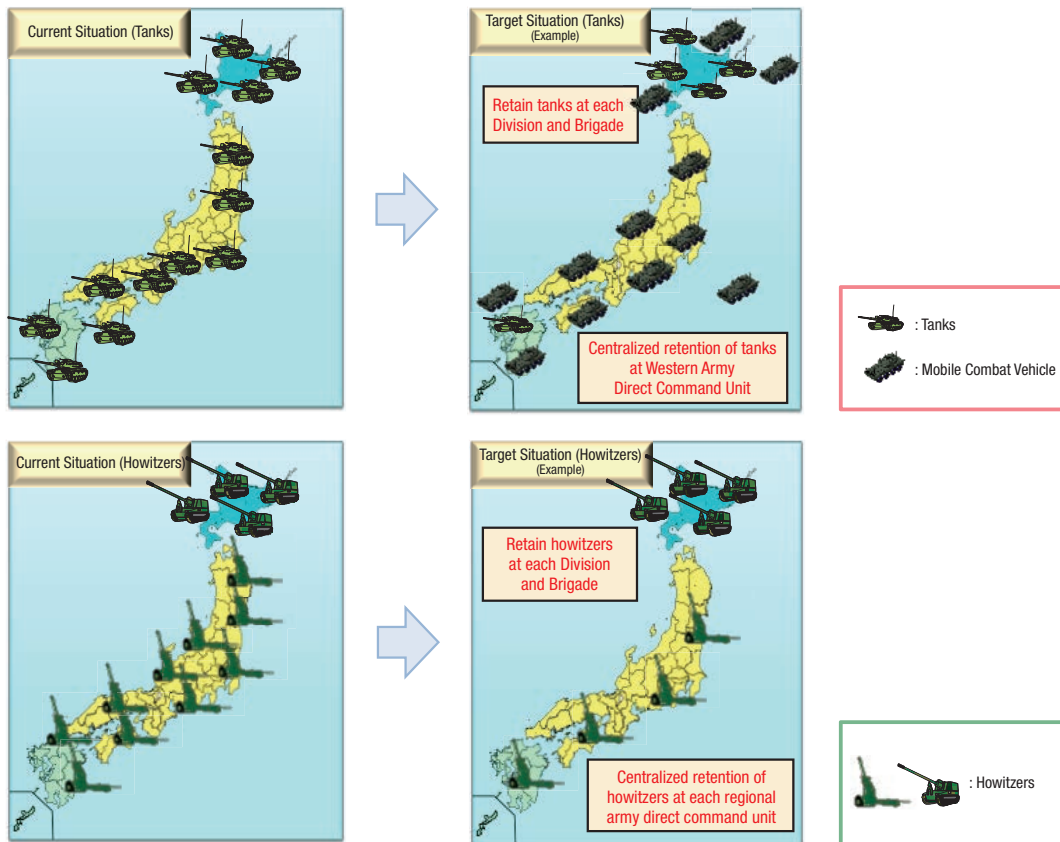 Current Situation (Tanks)
Target Situation (Tanks)
(Example)
Retain tanks at each
Division and Brigade
Centralized retention of tanks
at Western Army
Direct Command Unit
: Tanks
: Mobile Combat Vehicle
Current Situation (Howitzers)
Target Situation (Howitzers)
(Example)
Retain howitzers
at each Division
and Brigade
Centralized retention of
howitzers at each regional
army direct command unit
: Howitzers